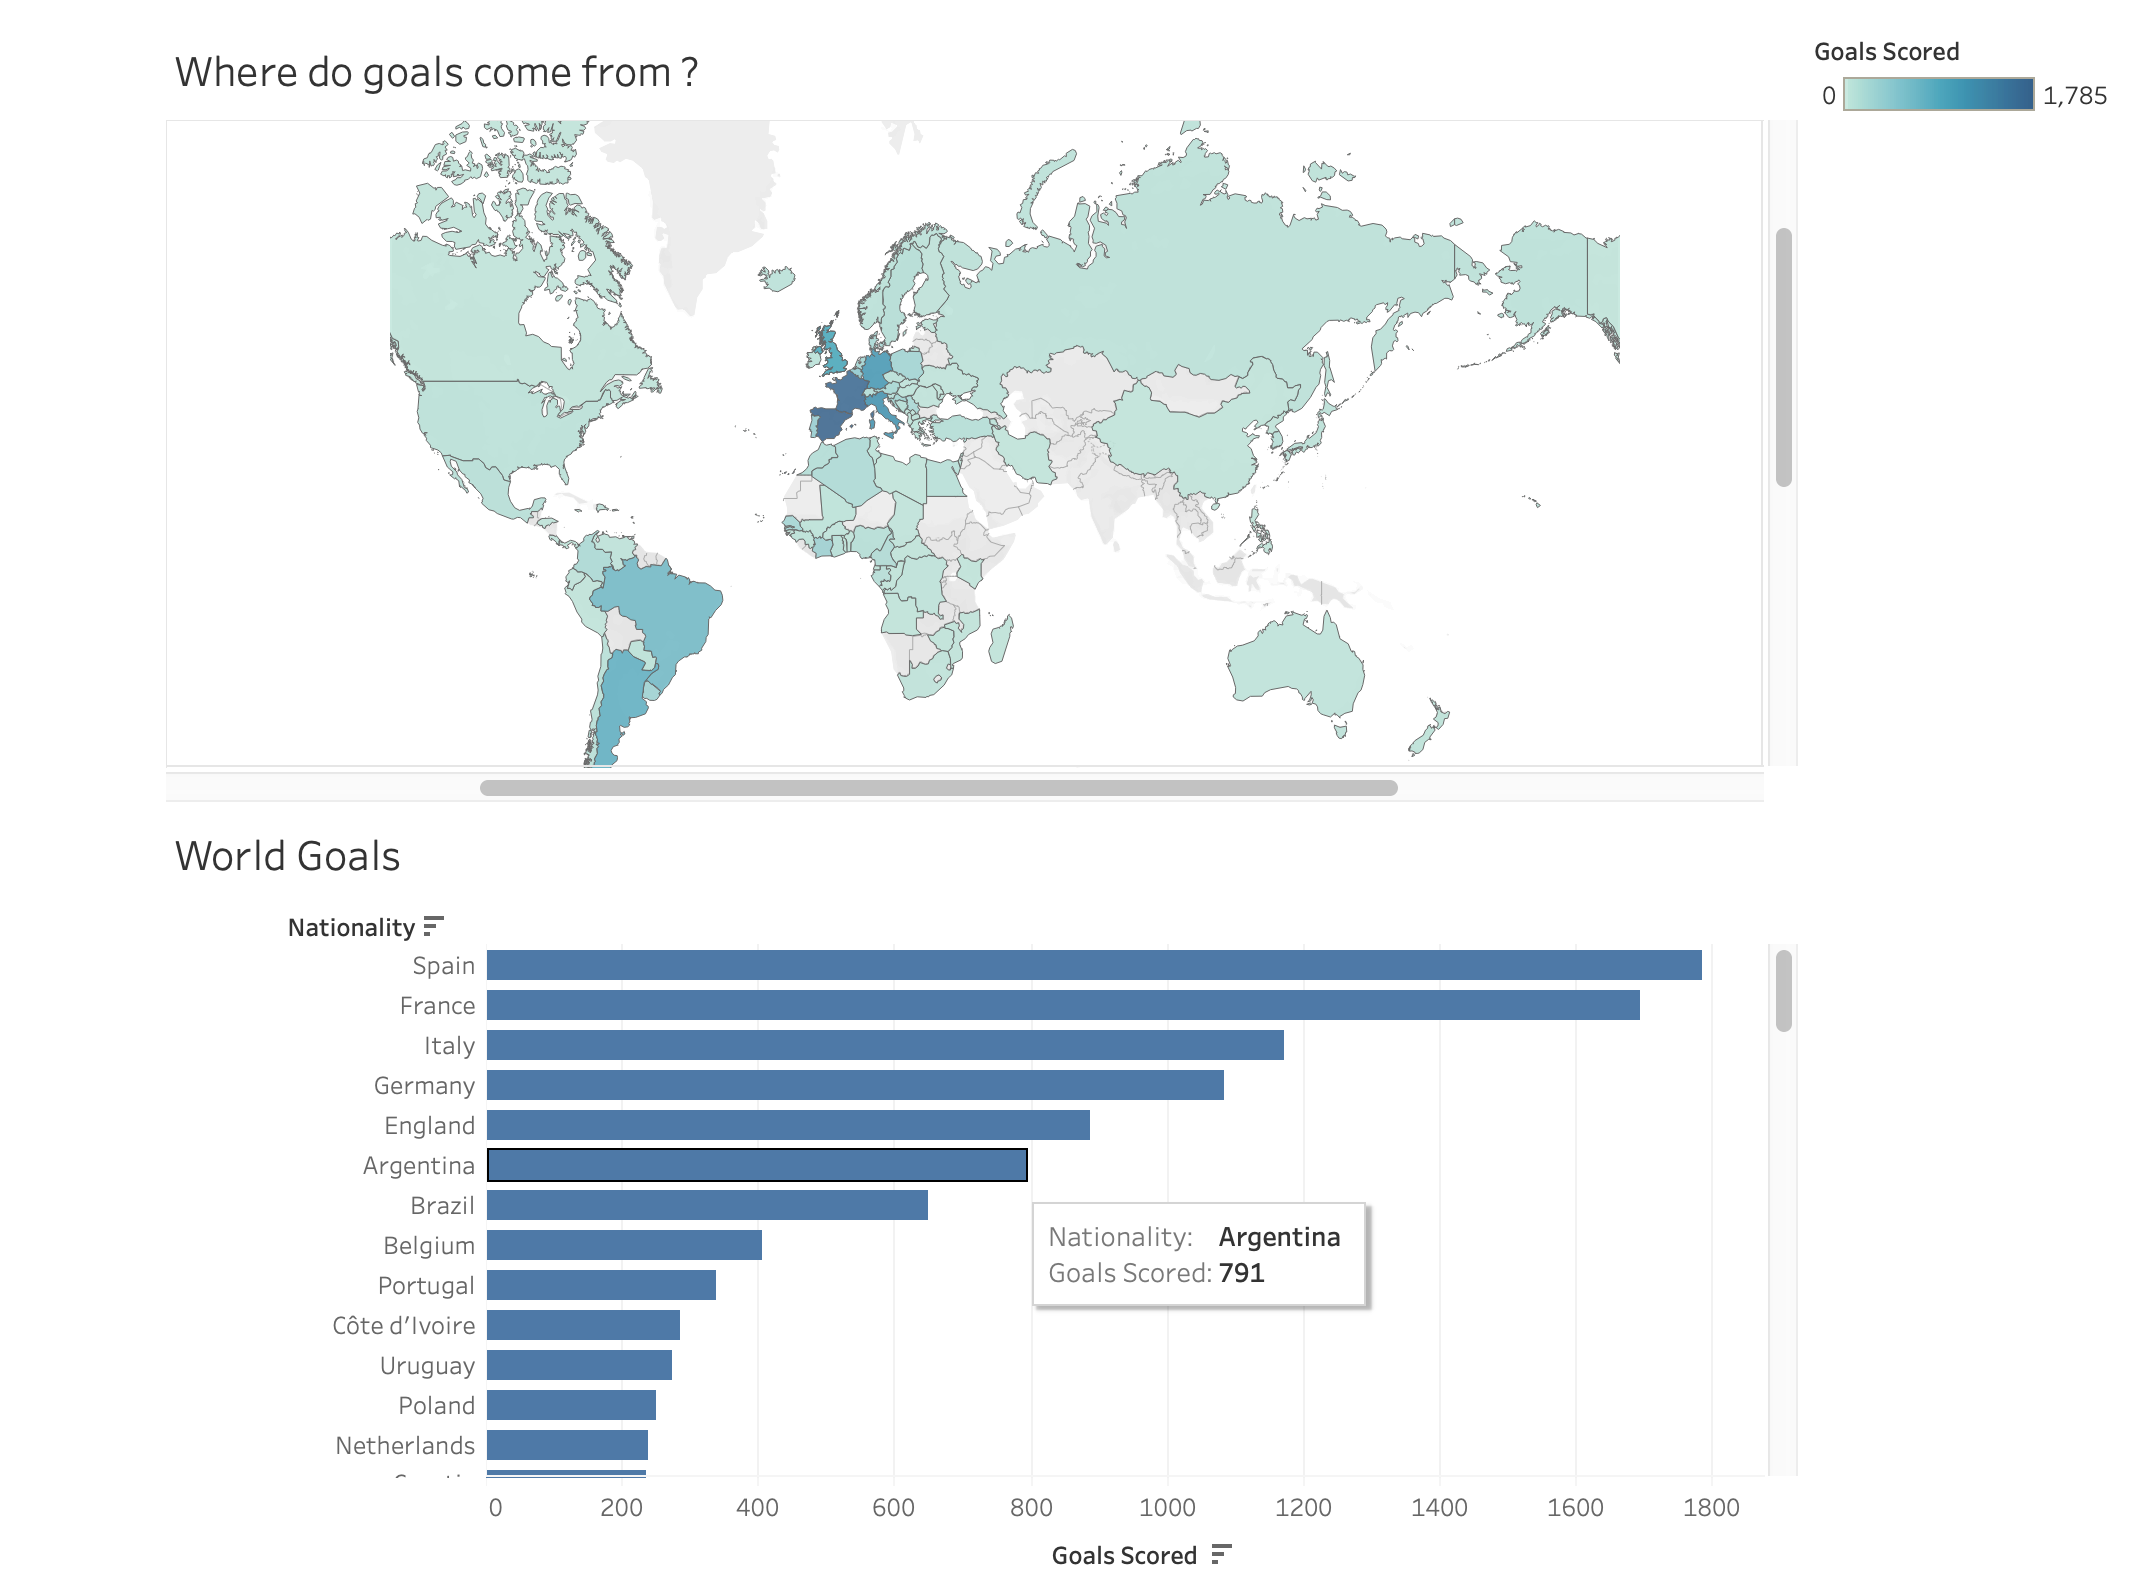 Where do goals come from ?
Goals Scored
0 1,785
World Goals
Nationality
Spain
France
Italy
Germany
England
Argentina
Brazil
Nationality: Argentina
Goals Scored: 791
Belgium
Portugal
Côte d’Ivoire
Uruguay
Poland
Netherlands
0 200 400 600 800 1000 1200 1400 1600 1800
Goals Scored